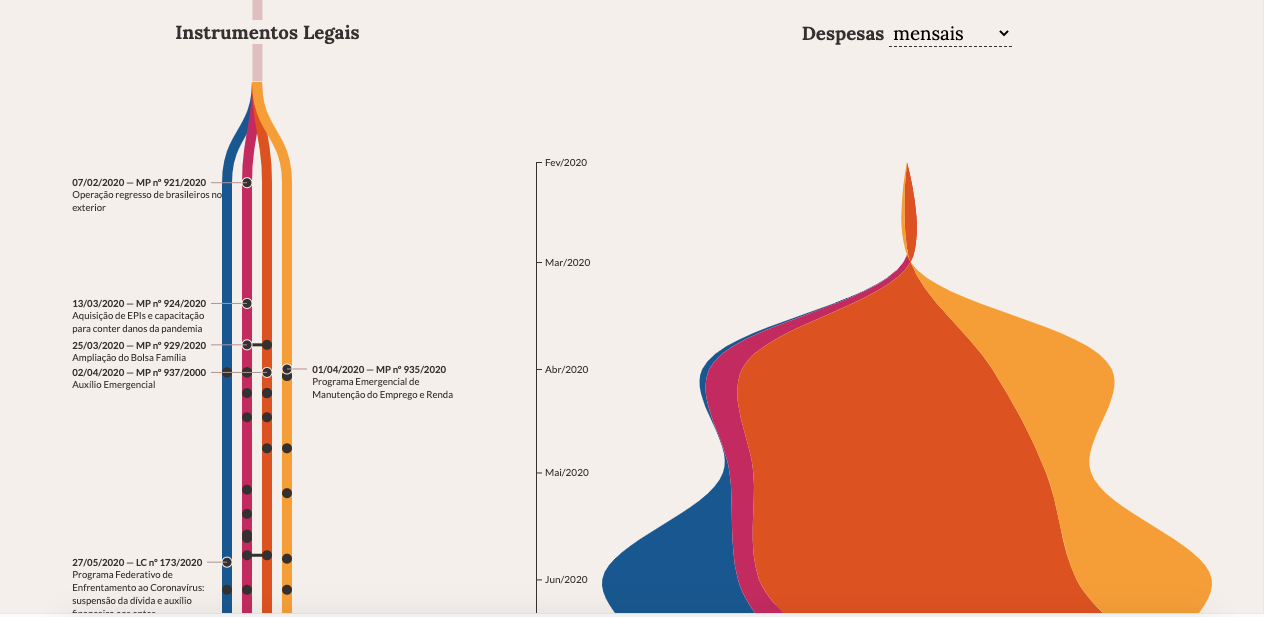 Instrumentos Legais
Despesas mensais
07/02/2020 — MP nº 921/2020
Operação regresso de brasileiros no
exterior
13/03/2020 — MP nº 924/2020
Aquisição de EPIs e capacitação
para conter danos da pandemia
25/03/2020 — MP nº 929/2020
Ampliação do Bolsa Família
02/04/2020 — MP nº 937/2000
Auxílio Emergencial
01/04/2020 — MP nº 935/2020
Programa Emergencial de
Manutenção do Emprego e Renda
27/05/2020 — LC nº 173/2020
Programa Federativo de
Enfrentamento ao Coronavírus:
suspensão da dívida e auxílio
Fev/2020
Mar/2020
Abr/2020
Mai/2020
Jun/2020